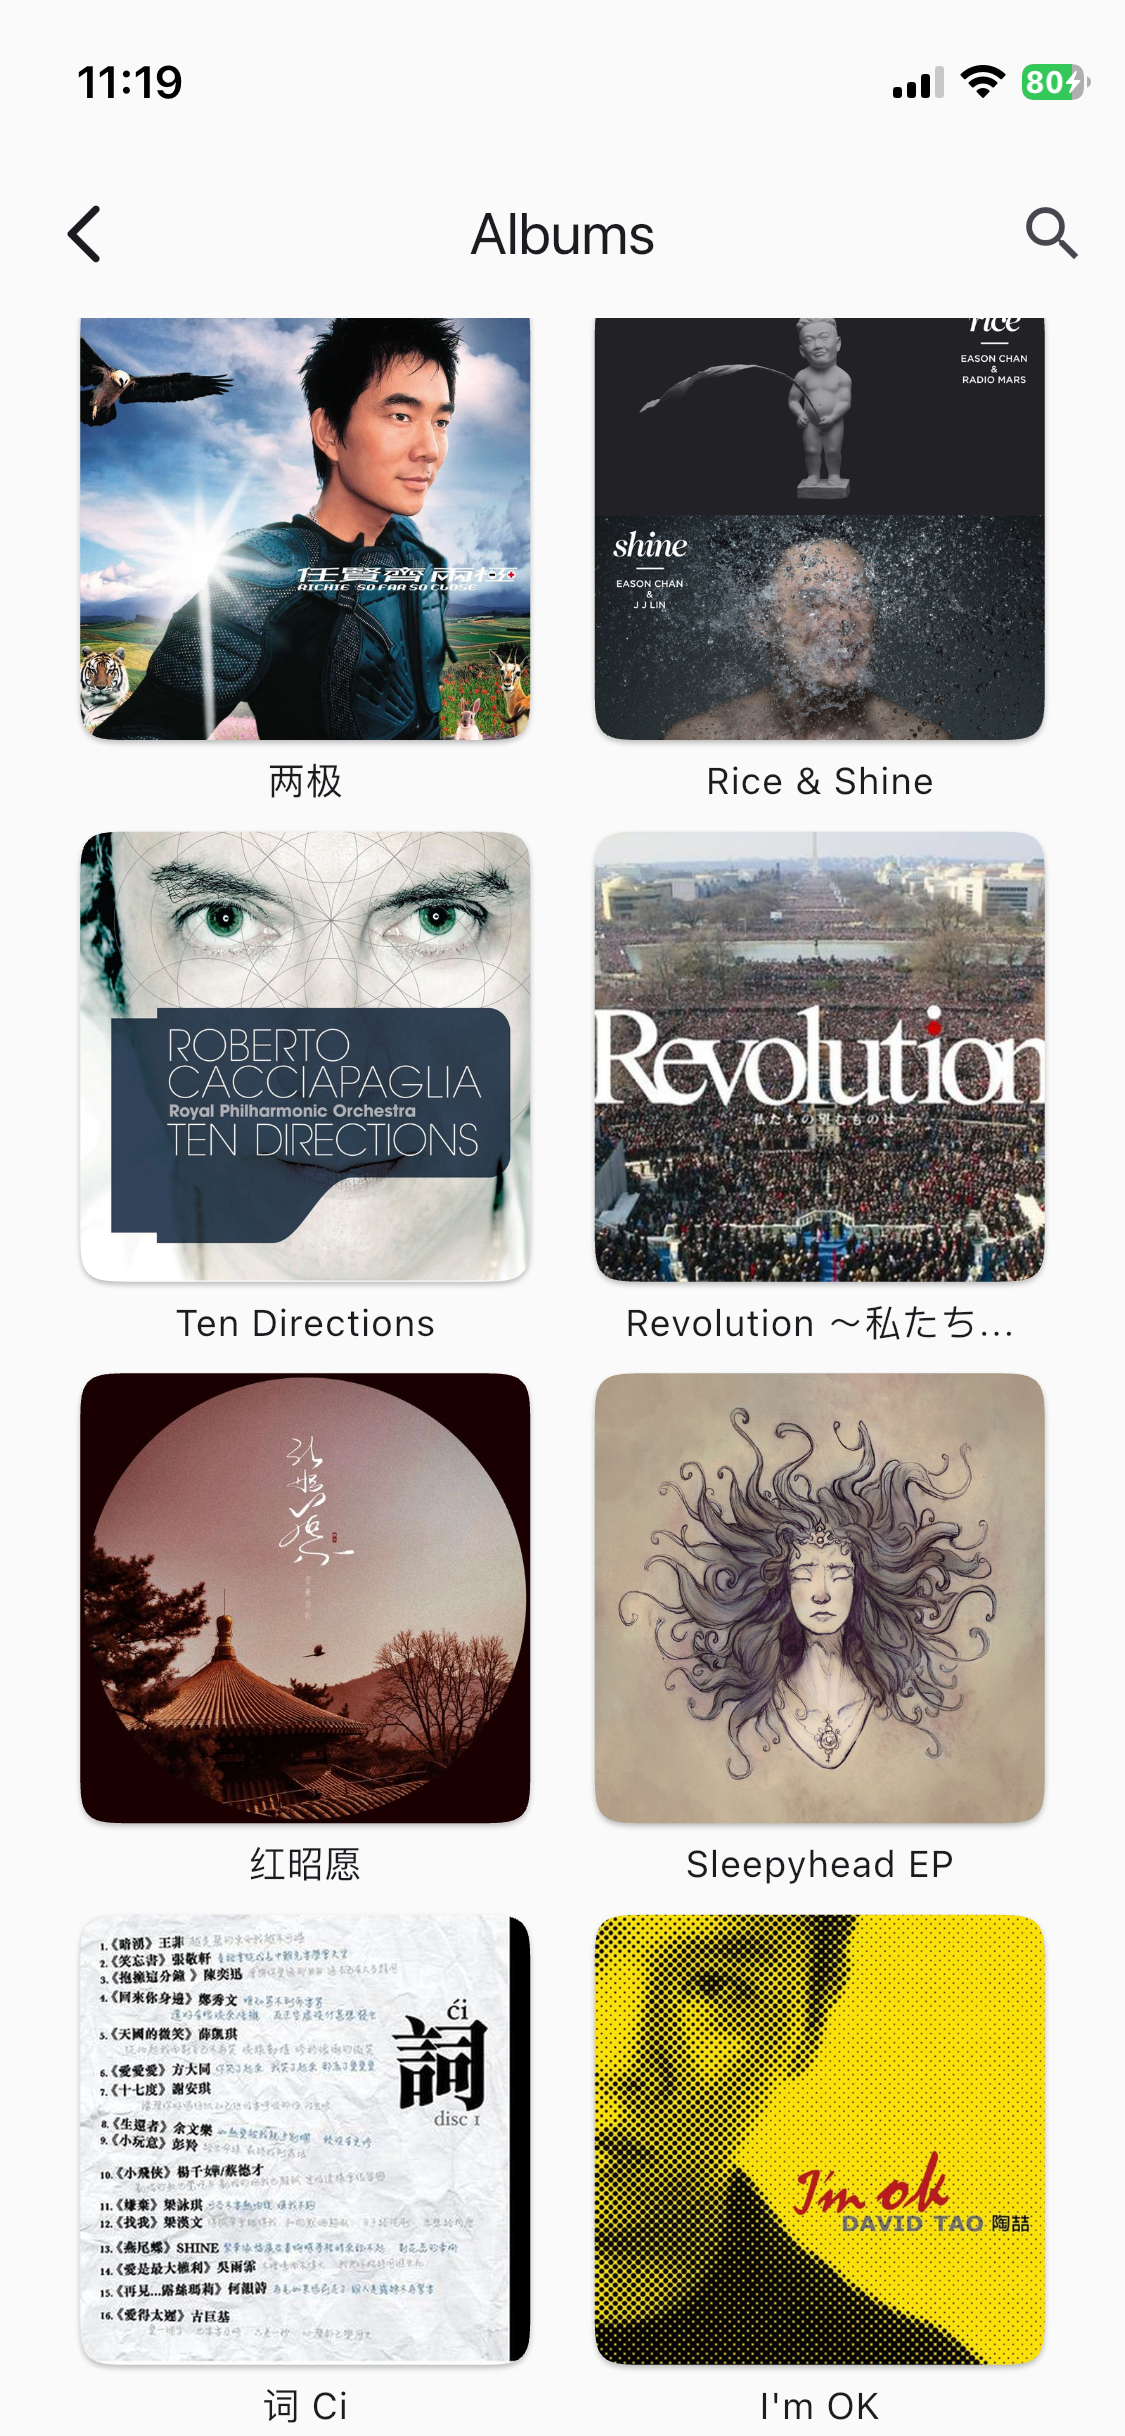 11:19
80
Albums
rice
EASON CHAN
&
RADIO MARS
任賢齊 兩極
RICHIE SO FAR SO CLOSE
shine
EASON CHAN
&
JJ LIN
两极
Rice & Shine
ROBERTO
CACCIAPAGLIA
Royal Philharmonic Orchestra
TEN DIRECTIONS
Revolution
私たちの望むものは
Ten Directions
Revolution ～私たち...
红昭愿
Sleepyhead EP
1.《暗湧》王菲
2.《笑忘書》張敬軒
3.《抱擁這分鐘》陳奕迅
4.《回來你身邊》鄭秀文
5.《天國的微笑》薛凱琪
6.《愛愛愛》方大同
7.《十七度》謝安琪
8.《生還者》余文樂
9.《小玩意》彭羚
10.《小飛俠》楊千嬅/蔡德才
11.《嫌棄》梁詠琪
12.《找我》梁漢文
13.《燕尾蝶》SHINE
14.《愛是最大權利》吳雨霏
15.《再見...露絲瑪莉》何韻詩
16.《愛得太遲》古巨基
ći
詞
disc 1
I'm ok
DAVID TAO 陶喆
词 Ci
I'm OK